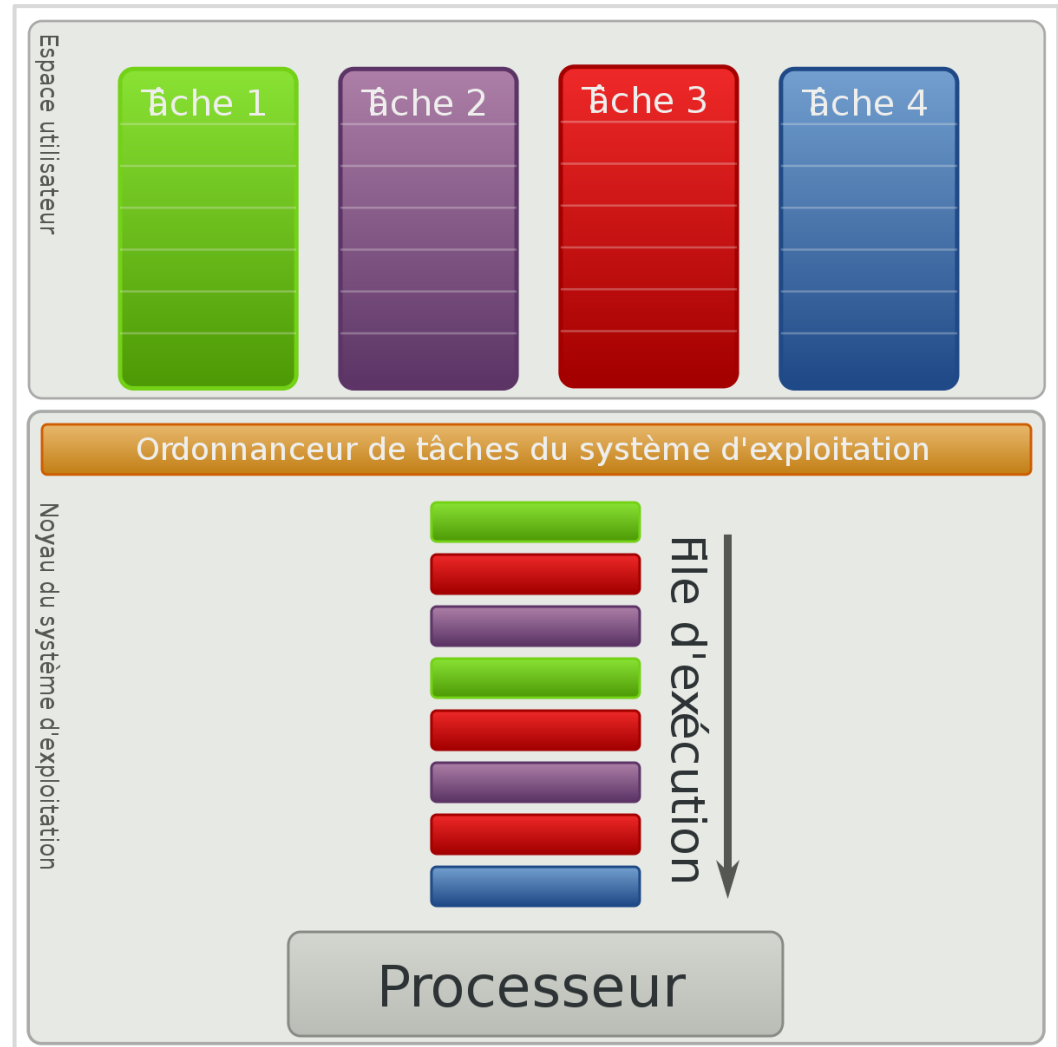 Espace utilisateur
Tâche 1
Tâche 2
Tâche 3
Tâche 4
Ordonnanceur de tâches du système d'exploitation
Noyau du système d'exploitation
File d'exécution
Processeur